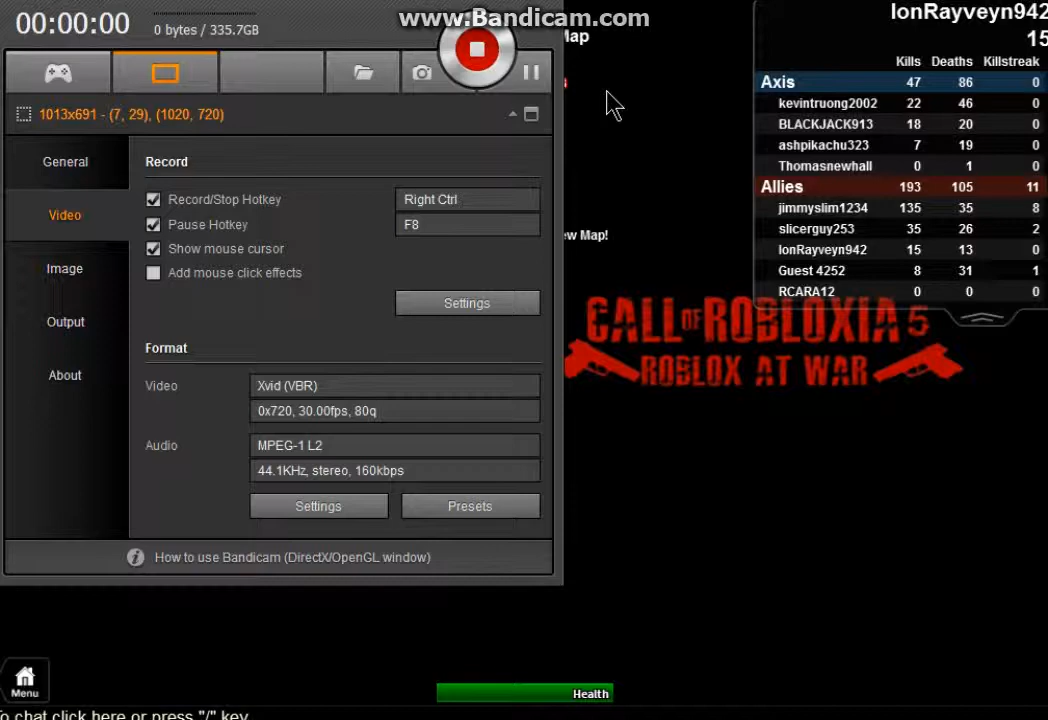 www.Bandicam.com
00:00:00
0 bytes / 335.7GB
1013x691 - (7, 29), (1020, 720)
General
Video
Image
Output
About
Record
Record/Stop Hotkey
Right Ctrl
Pause Hotkey
F8
Show mouse cursor
Add mouse click effects
Settings
Format
Video
Xvid (VBR)
0x720, 30.00fps, 80q
Audio
MPEG-1 L2
44.1KHz, stereo, 160kbps
Settings Presets
How to use Bandicam (DirectX/OpenGL window)
Map!
CALL OF ROBLOXIA 5
ROBLOX AT WAR
lonRayveyn942
15
Kills Deaths Killstreak
Axis 47 86 0
kevintruong2002 22 46 0
BLACKJACK913 18 20 0
ashpikachu323 7 19 0
Thomasnewhall 0 1 0
Allies 193 105 11
jimmyslim1234 135 35 8
slicerguy253 35 26 2
lonRayveyn942 15 13 0
Guest 4252 8 31 1
RCARA12 0 0 0
Menu
Health
To chat click here or press "/" key